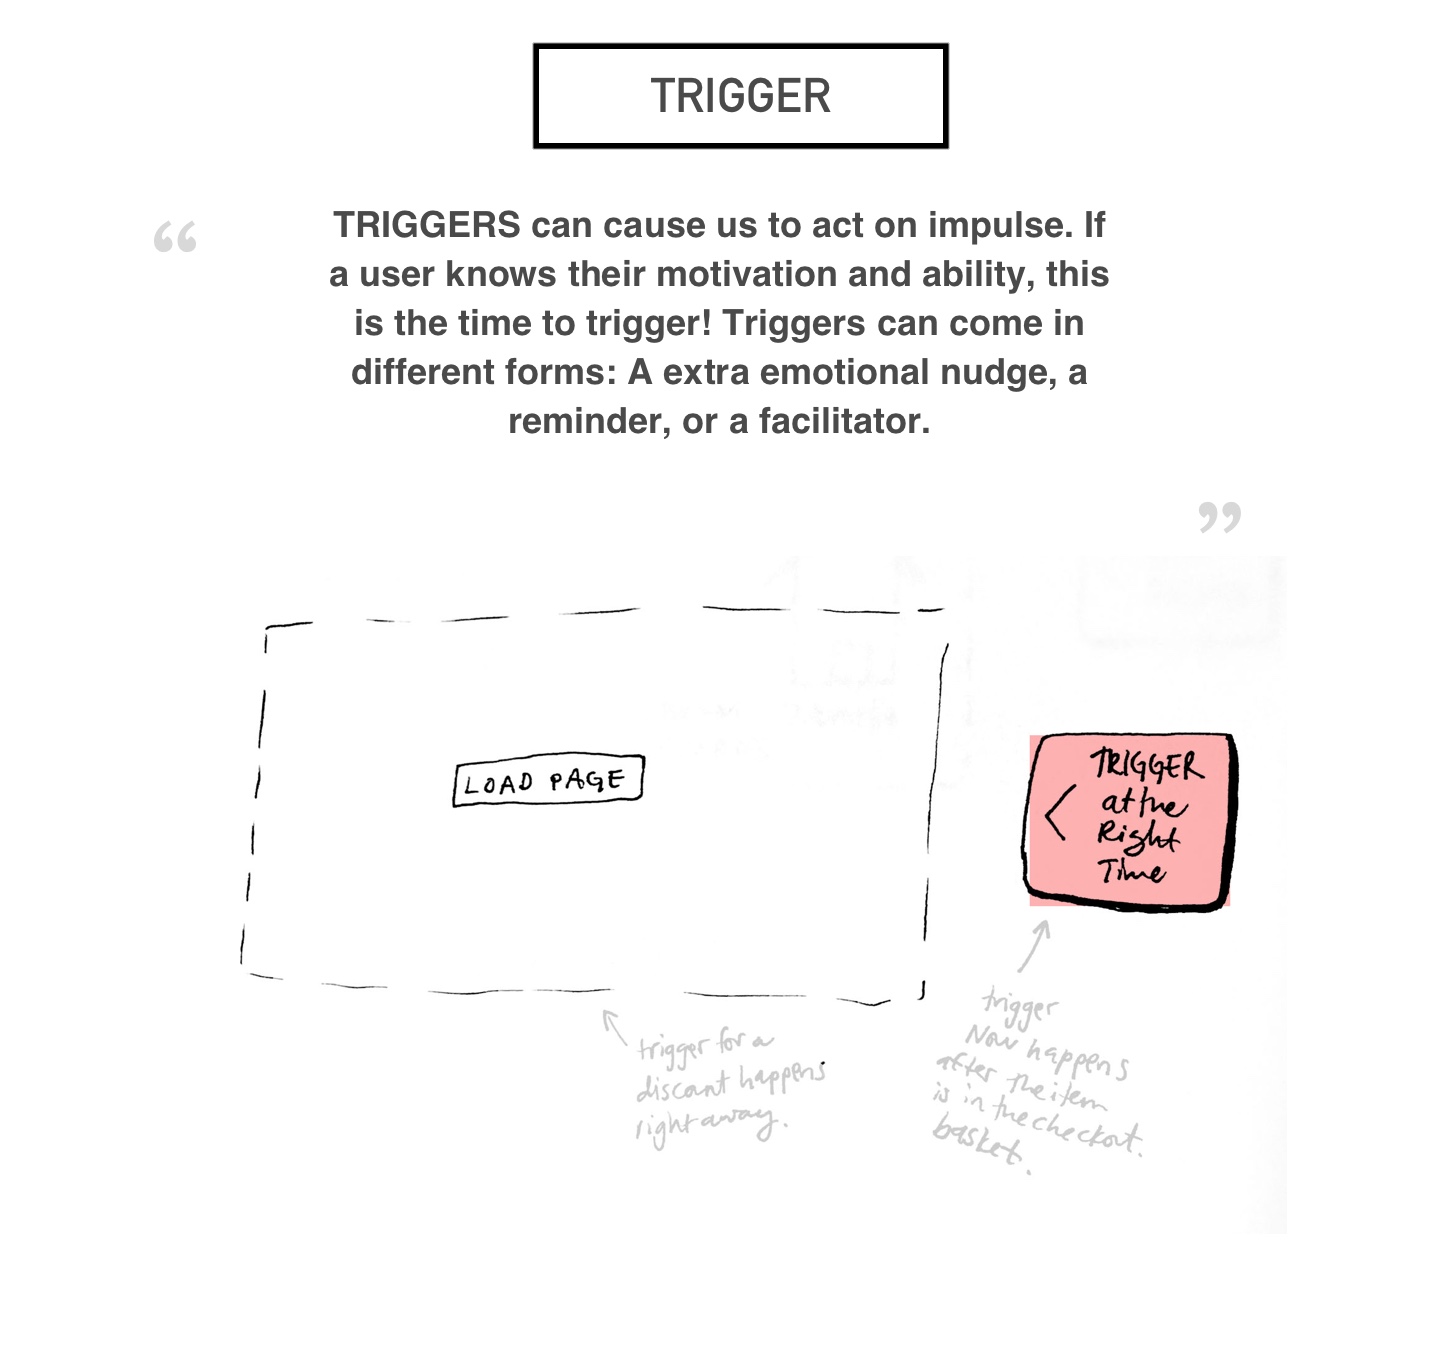 TRIGGER
“
TRIGGERS can cause us to act on impulse. If
a user knows their motivation and ability, this
is the time to trigger! Triggers can come in
different forms: A extra emotional nudge, a
reminder, or a facilitator.
”
LOAD PAGE
TRIGGER
at the
Right
Time
trigger for a
discount happens
right away.
trigger
Now happens
after the item
is in the checkout.
basket.